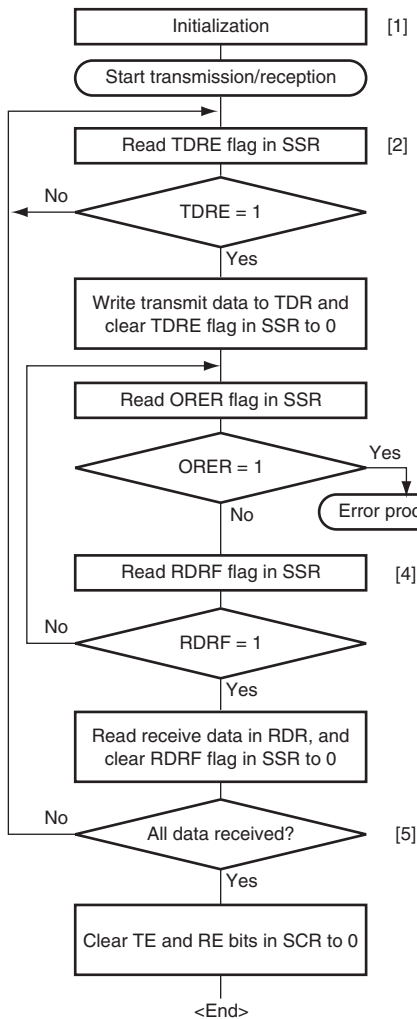 Initialization
[1]
Start transmission/reception
Read TDRE flag in SSR
[2]
No
TDRE = 1
Yes
Write transmit data to TDR and
clear TDRE flag in SSR to 0
Read ORER flag in SSR
Yes
ORER = 1
No
Error
Read RDRF flag in SSR
[4]
No
RDRF = 1
Yes
Read receive data in RDR, and
clear RDRF flag in SSR to 0
No
All data received?
[5]
Yes
Clear TE and RE bits in SCR to 0
<End>